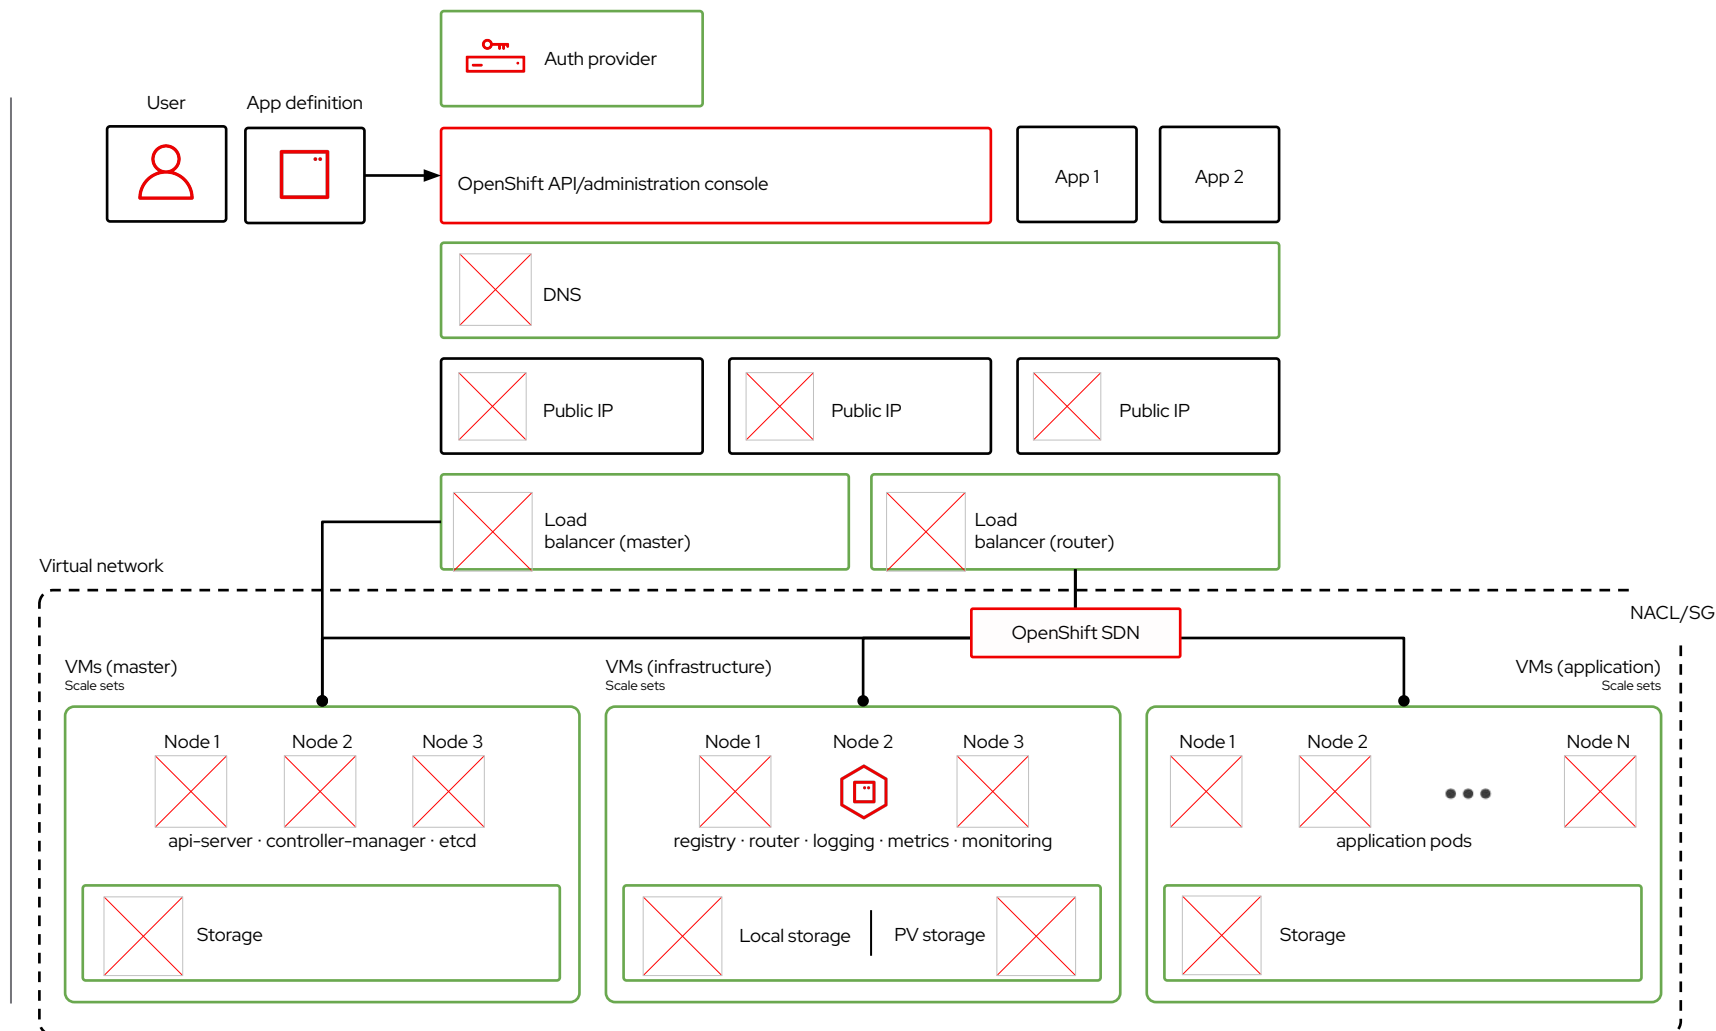 Auth provider
User
App definition
OpenShift API/administration console
App 1
App 2
DNS
Public IP
Public IP
Public IP
Load
balancer (master)
Load
balancer (router)
Virtual network
NACL/SG
OpenShift SDN
VMs (master)
Scale sets
VMs (infrastructure)
Scale sets
VMs (application)
Scale sets
Node 1
Node 2
Node 3
api-server · controller-manager · etcd
Storage
Node 1
Node 2
Node 3
registry · router · logging · metrics · monitoring
Local storage
PV storage
Node 1
Node 2
Node N
application pods
Storage